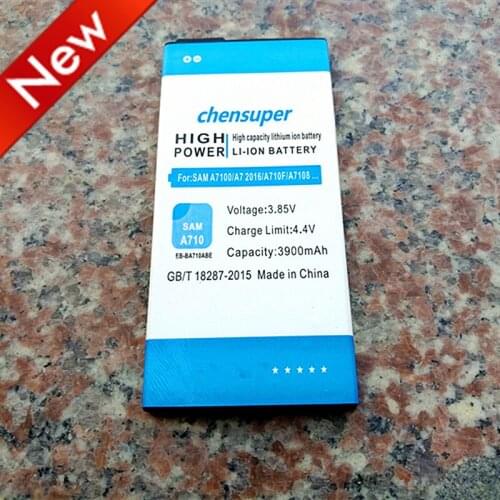 New
chensuper
HIGH POWER
High capacity lithium ion battery
LI-ION BATTERY
For:SAM A7100/A7 2016/A710F/A7108 ...
SAM
A710
EB-BA710ABE
Voltage:3.85V
Charge Limit:4.4V
Capacity:3900mAh
GB/T 18287-2015 Made in China